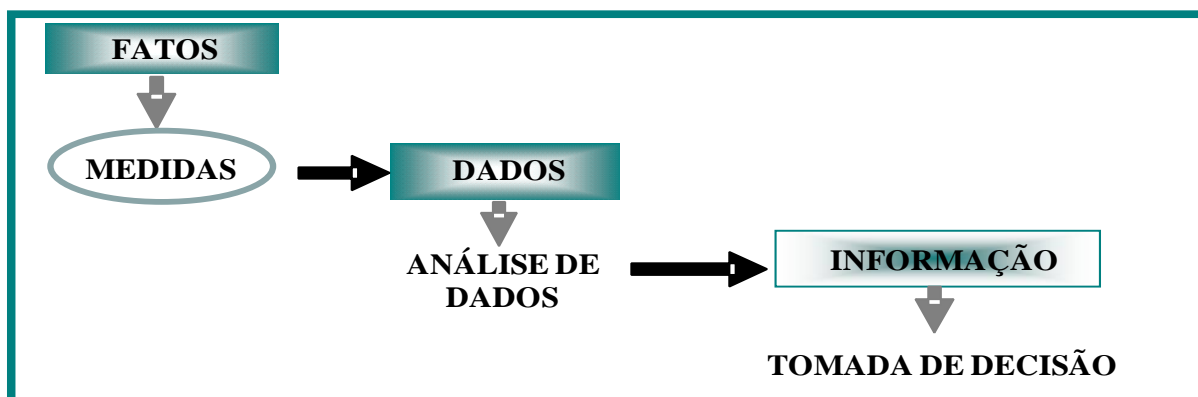 FATOS
MEDIDAS
DADOS
ANÁLISE DE
DADOS
INFORMAÇÃO
TOMADA DE DECISÃO